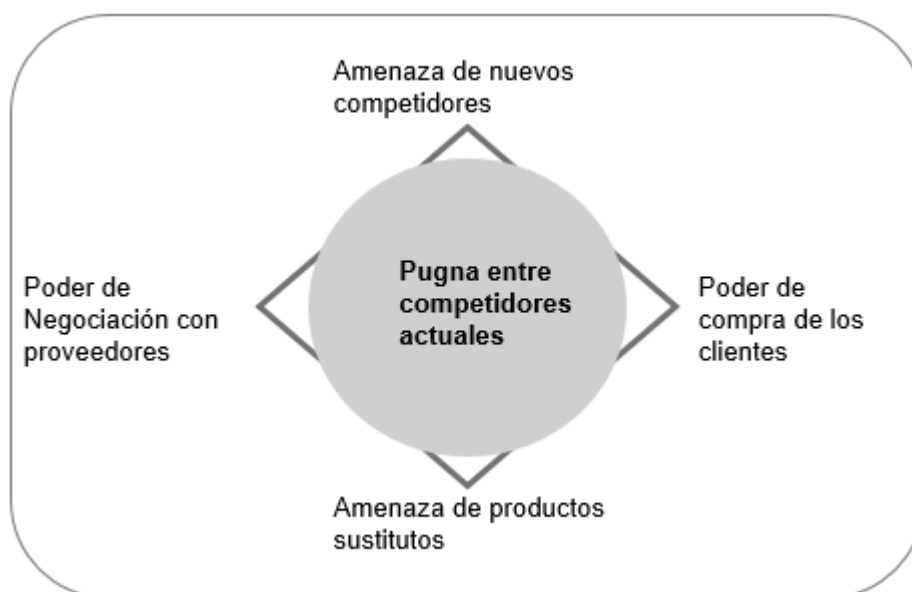 Amenaza de nuevos
competidores
Pugna entre
competidores
actuales
Poder de
Negociación con
proveedores
Poder de
compra de los
clientes
Amenaza de productos
sustitutos